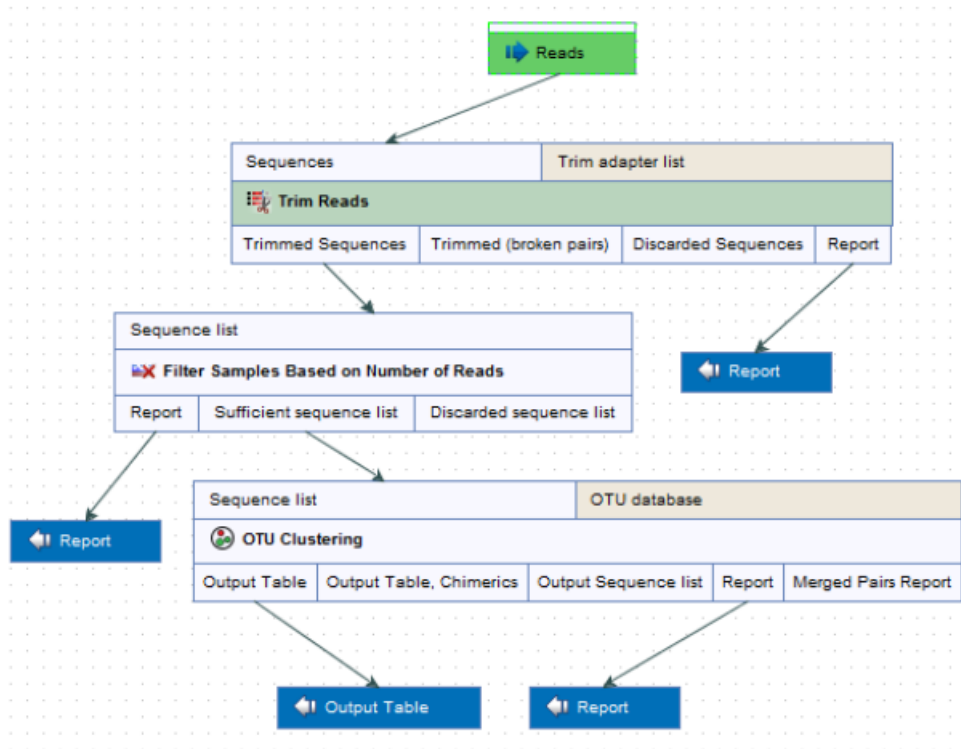 Reads
Sequences Trim adapter list
Trim Reads
Trimmed Sequences Trimmed (broken pairs) Discarded Sequences Report
Sequence list
Filter Samples Based on Number of Reads
Report
Report Sufficient sequence list Discarded sequence list
Sequence list OTU database
Report
OTU Clustering
Output Table Output Table, Chimerics Output Sequence list Report Merged Pairs Report
Output Table Report